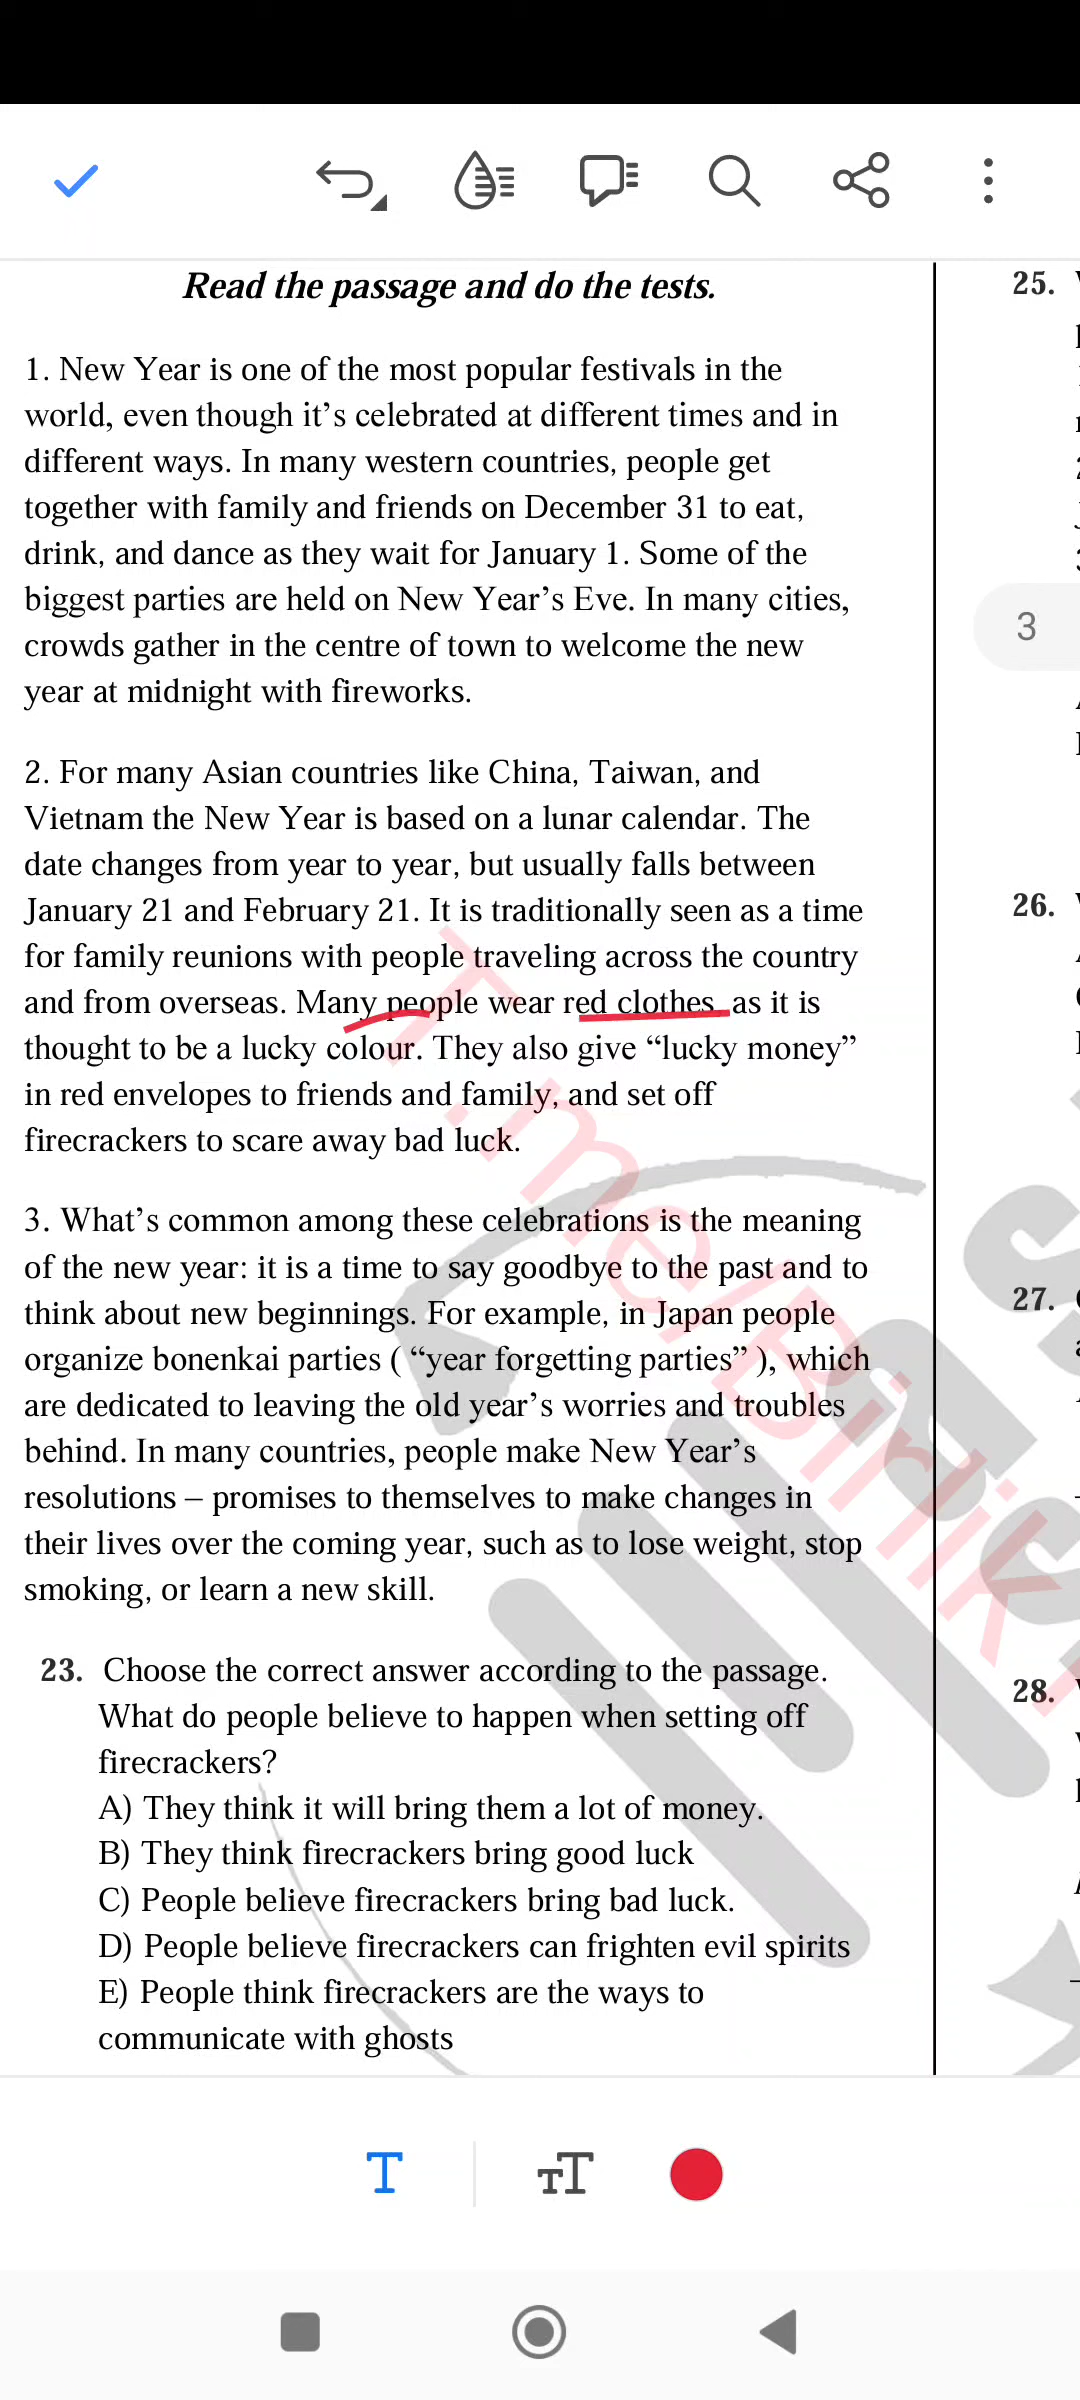 Read the passage and do the tests.
1. New Year is one of the most popular festivals in the
world, even though it’s celebrated at different times and in
different ways. In many western countries, people get
together with family and friends on December 31 to eat,
drink, and dance as they wait for January 1. Some of the
biggest parties are held on New Year’s Eve. In many cities,
crowds gather in the centre of town to welcome the new
year at midnight with fireworks.
2. For many Asian countries like China, Taiwan, and
Vietnam the New Year is based on a lunar calendar. The
date changes from year to year, but usually falls between
January 21 and February 21. It is traditionally seen as a time
for family reunions with people traveling across the country
and from overseas. Many people wear red clothes, as it is
thought to be a lucky colour. They also give “lucky money”
in red envelopes to friends and family, and set off
firecrackers to scare away bad luck.
3. What’s common among these celebrations is the meaning
of the new year: it is a time to say goodbye to the past and to
think about new beginnings. For example, in Japan people
organize bonenkai parties ( “year forgetting parties” ), which
are dedicated to leaving the old year’s worries and troubles
behind. In many countries, people make New Year’s
resolutions – promises to themselves to make changes in
their lives over the coming year, such as to lose weight, stop
smoking, or learn a new skill.
23. Choose the correct answer according to the passage.
What do people believe to happen when setting off
firecrackers?
A) They think it will bring them a lot of money.
B) They think firecrackers bring good luck
C) People believe firecrackers bring bad luck.
D) People believe firecrackers can frighten evil spirits
E) People think firecrackers are the ways to
communicate with ghosts
25.
3
26.
27.
28.
T.me/Birlik
T
TT